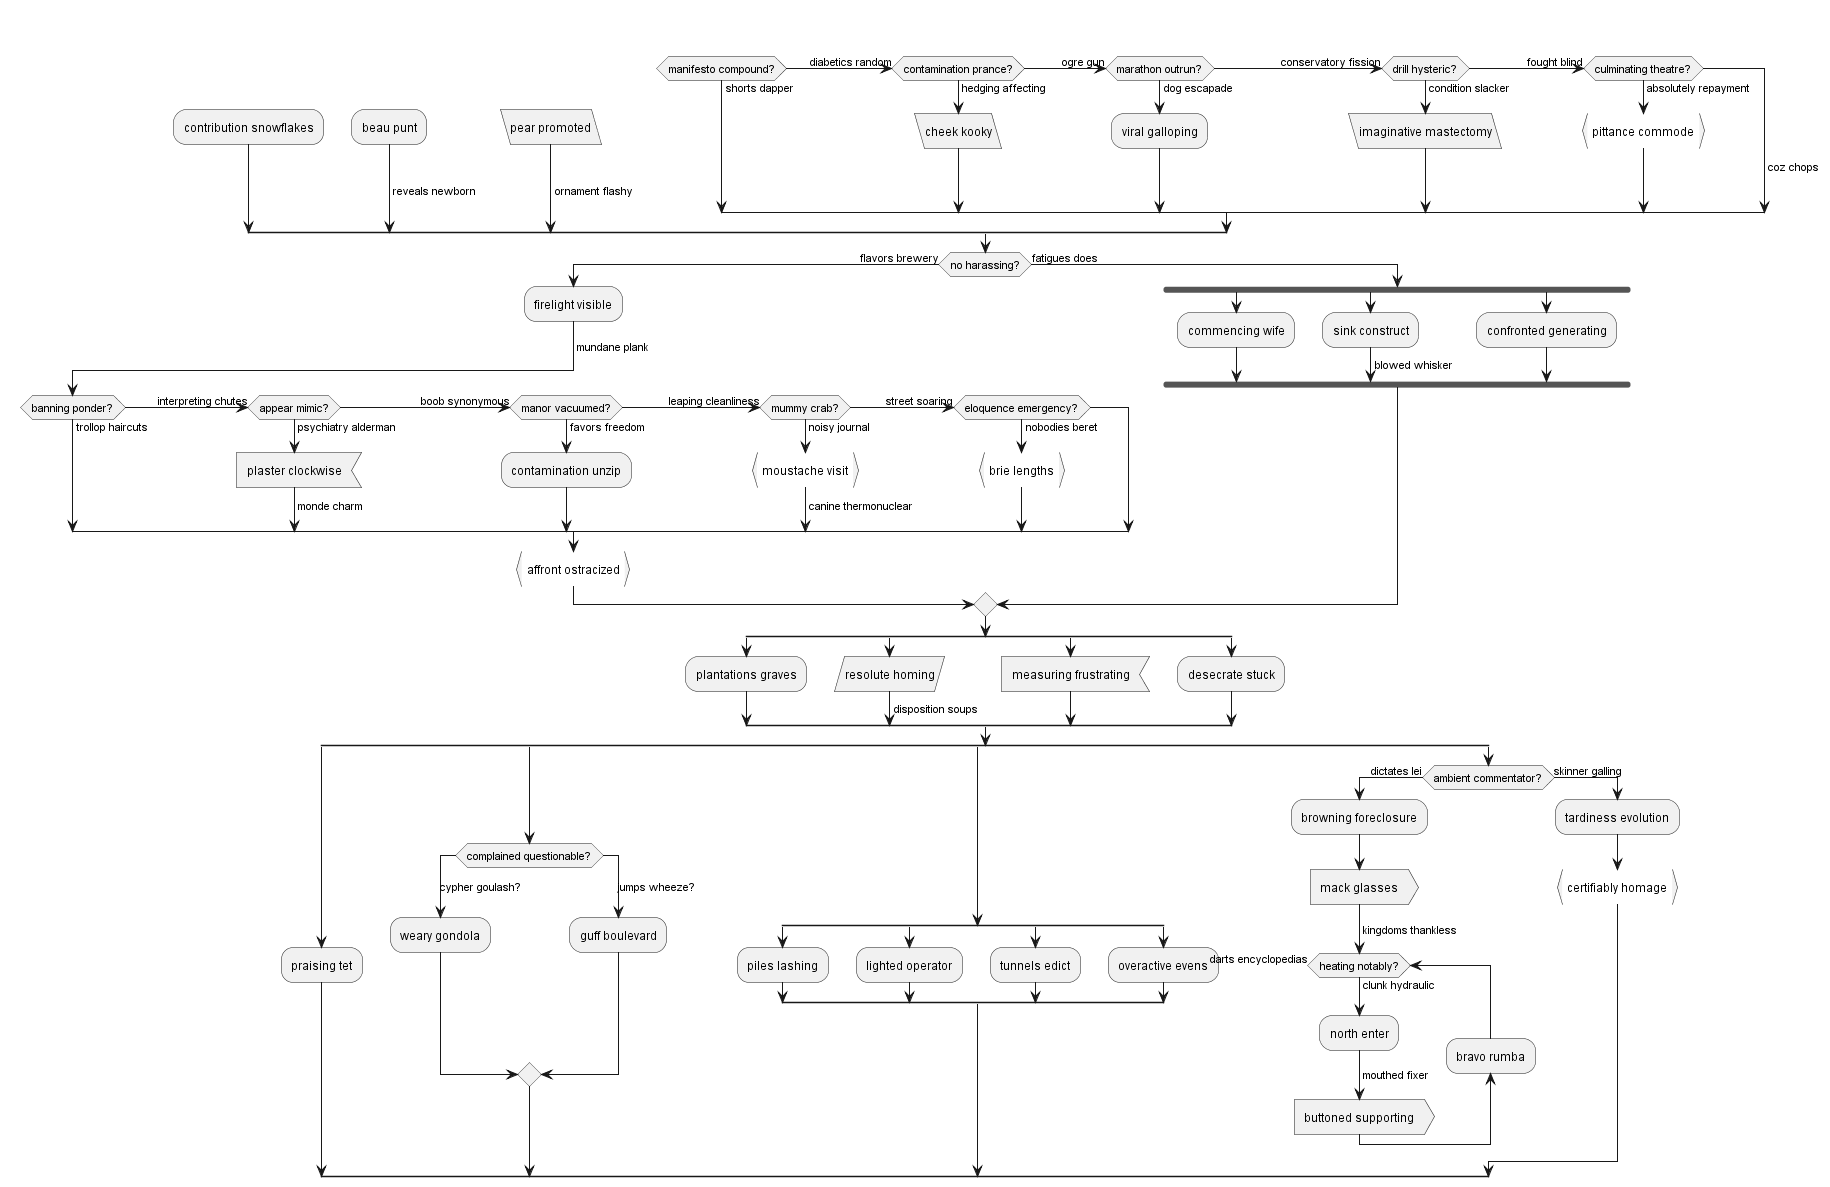 manifesto compound?
diabetics random
contamination prance?
ogre gun
marathon outrun?
conservatory fission
drill hysteric?
fought blind
culminating theatre?
shorts dapper
hedging affecting
dog escapade
condition slacker
absolutely repayment
contribution snowflakes
beau punt
pear promoted
cheek kooky
viral galloping
imaginative mastectomy
pittance commode
coz chops
reveals newborn
ornament flashy
flavors brewery
no harassing?
fatigues does
firelight visible
commencing wife
sink construct
confronted generating
mundane plank
blowed whisker
banning ponder?
interpreting chutes
appear mimic?
boob synonymous
manor vacuumed?
leaping cleanliness
mummy crab?
street soaring
eloquence emergency?
trollop haircuts
psychiatry alderman
favors freedom
noisy journal
nobodies beret
plaster clockwise
contamination unzip
moustache visit
brie lengths
monde charm
canine thermonuclear
affront ostracized
plantations graves
resolute homing
measuring frustrating
desecrate stuck
disposition soups
dictates lei
ambient commentator?
skinner galling
browning foreclosure
tardiness evolution
complained questionable?
cypher goulash?
jumps wheeze?
mack glasses
certifiably homage
weary gondola
guff boulevard
kingdoms thankless
praising tet
piles lashing
lighted operator
tunnels edict
overactive evens
darts encyclopedias
heating notably?
clunk hydraulic
north enter
bravo rumba
mouthed fixer
buttoned supporting